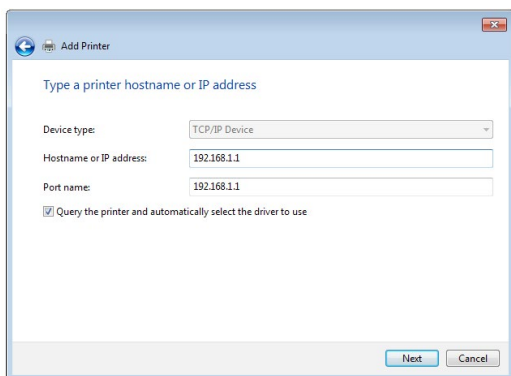 Add Printer
Type a printer hostname or IP address
Device type: TCP/IP Device
Hostname or IP address: 192.168.1.1
Port name: 192.168.1.1
Query the printer and automatically select the driver to use
Next Cancel